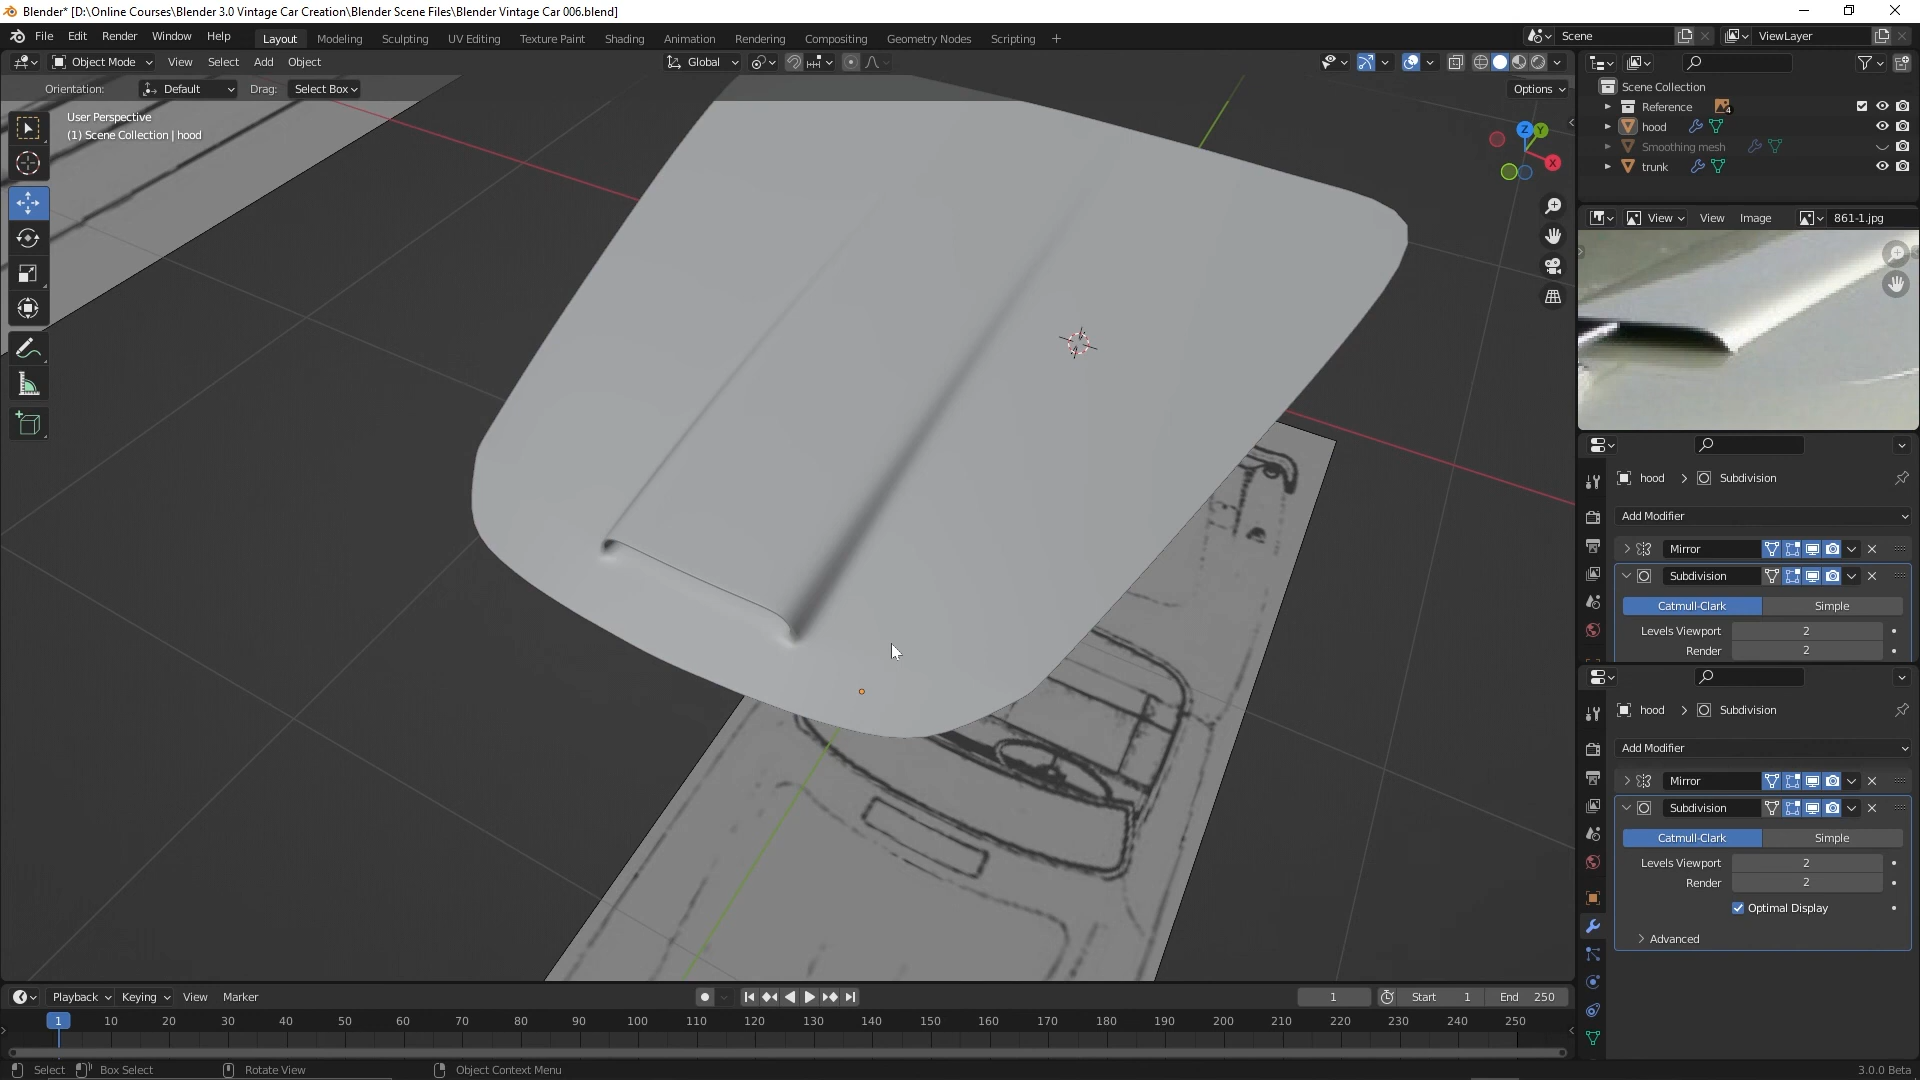 Blender* [D:\Online Courses\Blender 3.0 Vintage Car Creation\Blender Scene Files\Blender Vintage Car 006.blend]
File Edit Render Window Help Layout Modeling Sculpting UV Editing Texture Paint Shading Animation Rendering Compositing Geometry Nodes Scripting + Scene ViewLayer
Object Mode View Select Add Object Global
Orientation: Default Drag: Select Box Options
User Perspective
(1) Scene Collection | hood
Z Y X
Scene Collection
Reference 4
hood
Smoothing mesh
trunk
View View Image 861-1.jpg
hood > Subdivision
Add Modifier
Mirror
Subdivision
Catmull-Clark Simple
Levels Viewport 2
Render 2
hood > Subdivision
Add Modifier
Mirror
Subdivision
Catmull-Clark Simple
Levels Viewport 2
Render 2
Optimal Display
Advanced
Playback Keying View Marker 1 Start 1 End 250
1 10 20 30 40 50 60 70 80 90 100 110 120 130 140 150 160 170 180 190 200 210 220 230 240 250
Select Box Select Rotate View Object Context Menu 3.0.0 Beta